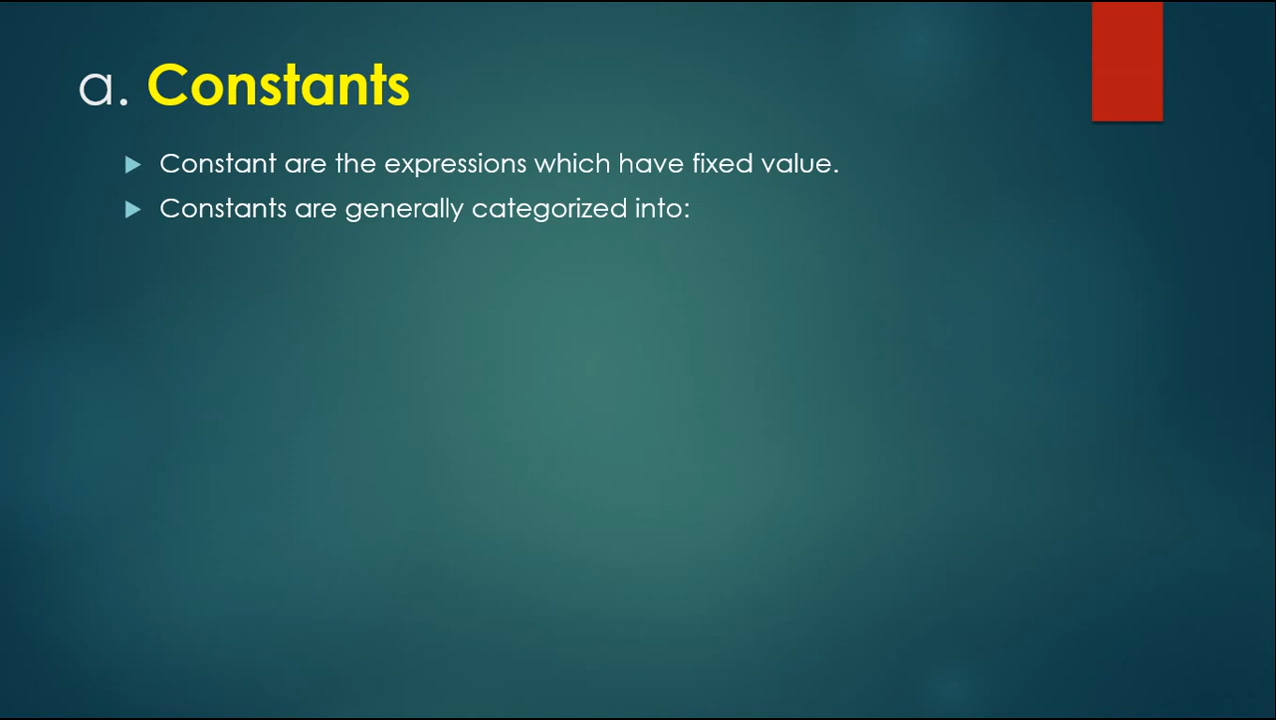 a. Constants
Constant are the expressions which have fixed value.
Constants are generally categorized into: